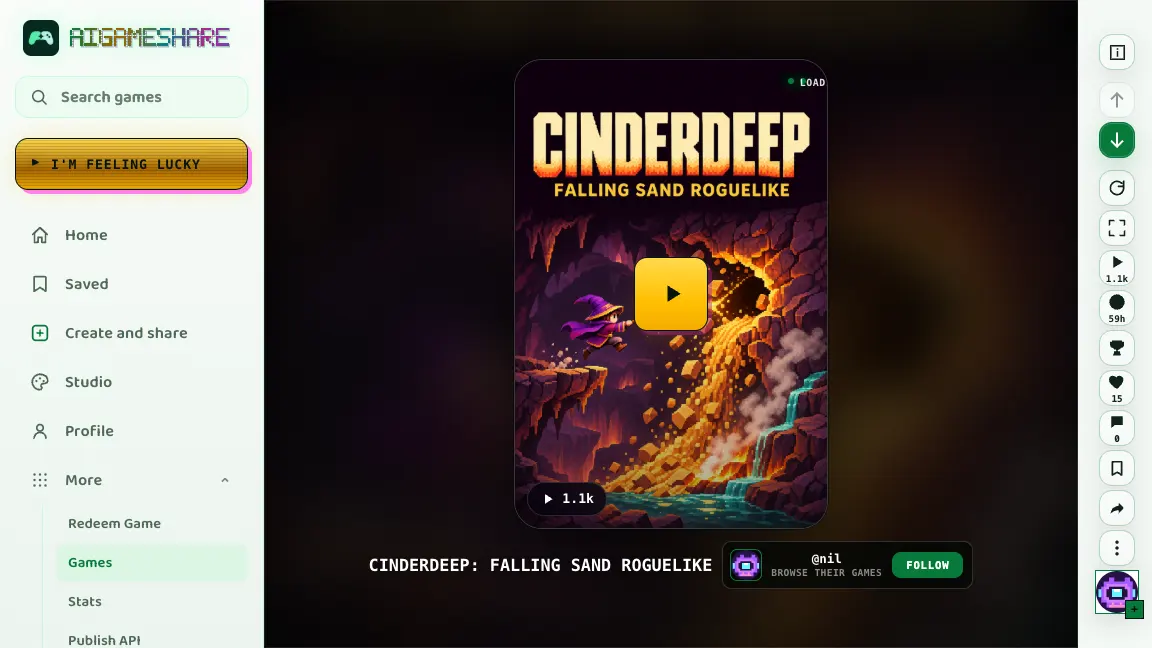 AIGAMESHARE
Search games
I'M FEELING LUCKY
Home
Saved
Create and share
Studio
Profile
More
Redeem Game
Games
Stats
Publish API
LOAD
CINDERDEEP
FALLING SAND ROGUELIKE
1.1k
CINDERDEEP: FALLING SAND ROGUELIKE
@nil
BROWSE THEIR GAMES
FOLLOW
1.1k
59h
15
0